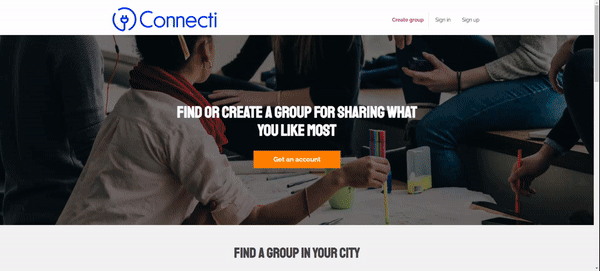 Connecti
Create group
Sign in
Sign up
FIND OR CREATE A GROUP FOR SHARING WHAT
YOU LIKE MOST
Get an account
FIND A GROUP IN YOUR CITY